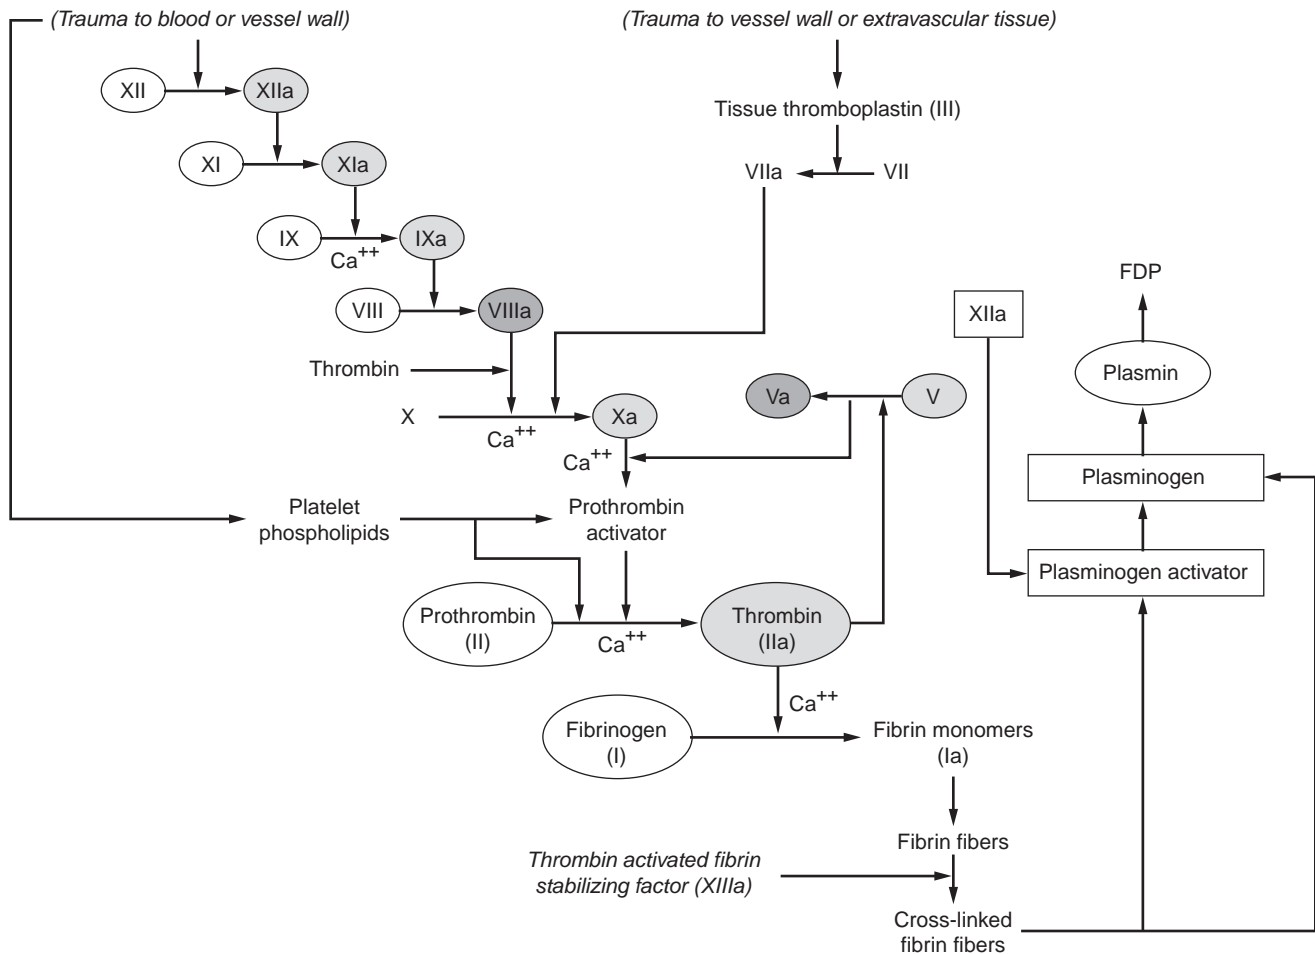 (Trauma to blood or vessel wall)
(Trauma to vessel wall or extravascular tissue)
XII
XIIa
Tissue thromboplastin (III)
XI
XIa
VIIa
VII
IX
IXa
Ca++
FDP
VIII
VIIIa
XIIa
Thrombin
Plasmin
Va
V
X
Xa
Ca++
Ca++
Plasminogen
Platelet
phospholipids
Prothrombin
activator
Plasminogen activator
Prothrombin
(II)
Thrombin
(IIa)
Ca++
Ca++
Fibrinogen
(I)
Fibrin monomers
(Ia)
Fibrin fibers
Thrombin activated fibrin
stabilizing factor (XIIIa)
Cross-linked
fibrin fibers